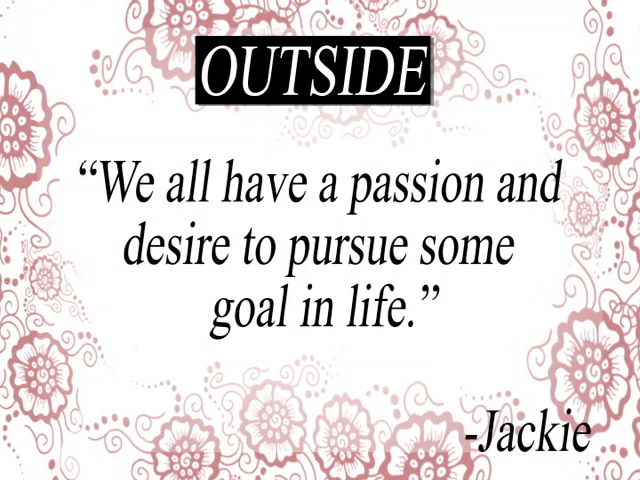 OUTSIDE
“We all have a passion and
desire to pursue some
goal in life.”
-Jackie